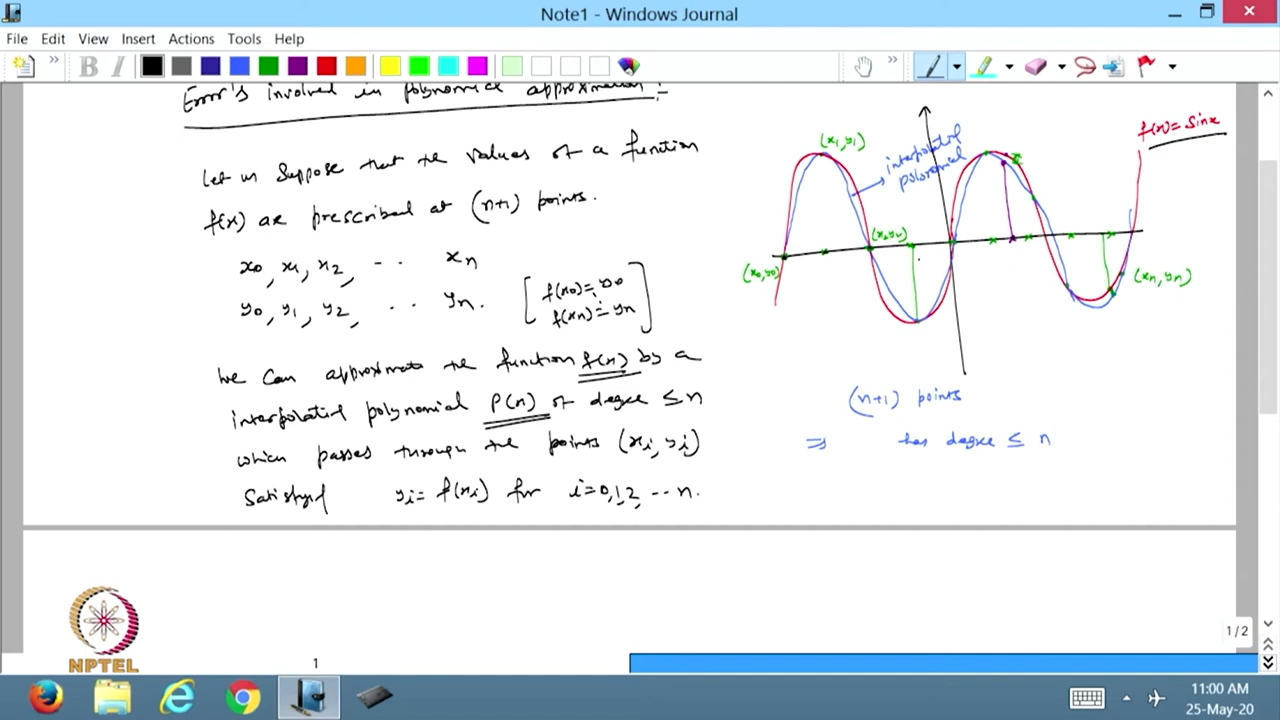 Note1 - Windows Journal
File Edit View Insert Actions Tools Help
B I
Error's involved in polynomial approximation:-
Let us suppose that the values of a function
f(x) are prescribed at (n+1) points.
x0, x1, x2, -- xn
y0, y1, y2, -- yn.
[f(x0)=y0
f(xn)=yn]
We can approximate the function f(x) by a
interpolatil polynomial P(x) of degree ≤ n
which passes through the points (xi, yi)
Satisfyl yi= f(xi) for i=0,1,2, --n.
f(x)= sinx
(x1,y1)
interpolatil
polynomial
(x2,y2)
(x0,y0)
(xn,yn)
(n+1) points
⇒ has degree ≤ n
1/2
NPTEL
1
11:00 AM
25-May-20